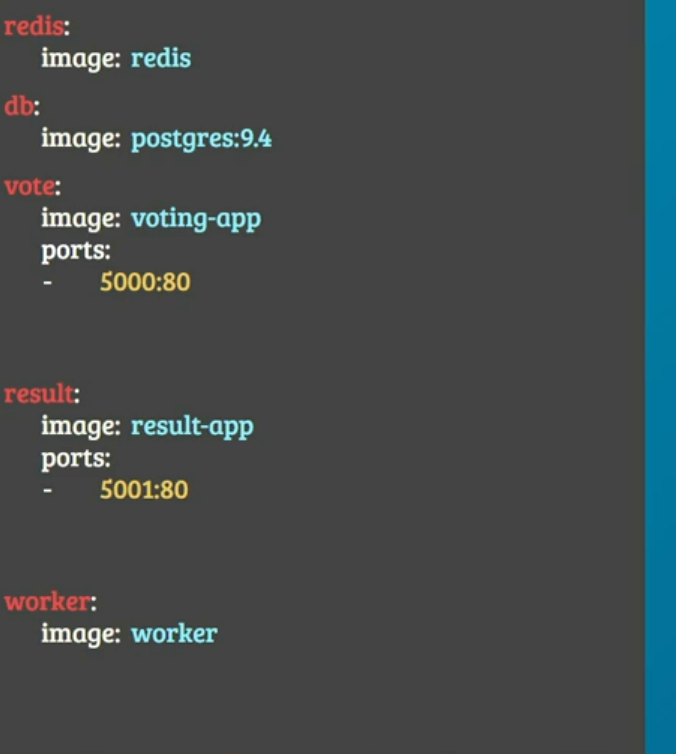 redis:
image: redis
db:
image: postgres:9.4
vote:
image: voting-app
ports:
- 5000:80
result:
image: result-app
ports:
- 5001:80
worker:
image: worker